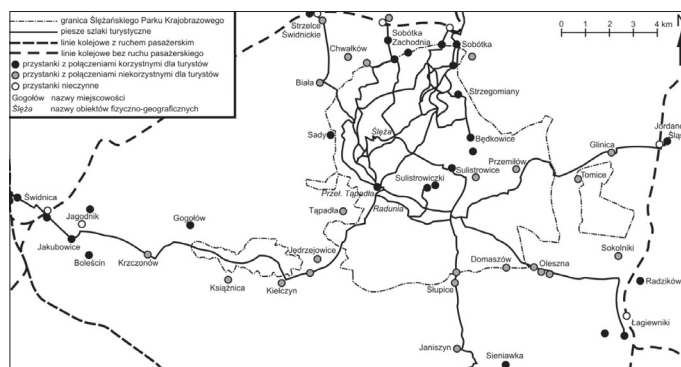 granica Ślężańskiego Parku Krajobrazowego
piesze szlaki turystyczne
linie kolejowe z ruchem pasażerskim
linie kolejowe bez ruchu pasażerskiego
przystanki z połączeniami korzystnymi dla turystów
przystanki z połączeniami niekorzystnymi dla turystów
przystanki nieczynne
Gogołów nazwy miejscowości
Ślęża nazwy obiektów fizyczno-geograficznych
0 1 2 3 4 km
Strzelce
Świdnickie
Chwałków
Sobótka
Zachodnia
Sobótka
Biała
Strzegomiany
Sady
Ślęża
Będkowice
Jordanów
Glinica
Przemiłów
Sulistrowice
Tomice
Sulistrowiczki
Przeł. Tąpadła
Świdnica
Jagodnik
Gogołów
Tąpadła
Radunia
Jakubowice
Boleścin
Krzczonów
Jędrzejowice
Książnica
Kiełczyn
Domaszów
Oleszna
Słupice
Sokolniki
Radzików
Łagiewniki
Janiszyn
Sieniawka